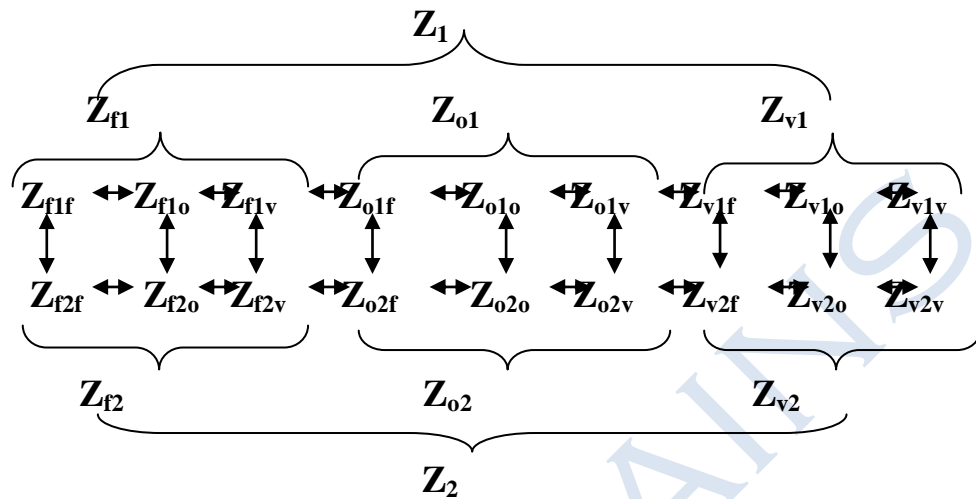 Z1
Zf1 Zo1 Zv1
Zf1f Zf1o Zf1v Zo1f Zo1o Zo1v Zv1f Zv1o Zv1v
Zf2f Zf2o Zf2v Zo2f Zo2o Zo2v Zv2f Zv2o Zv2v
Zf2 Zo2 Zv2
Z2
AINS